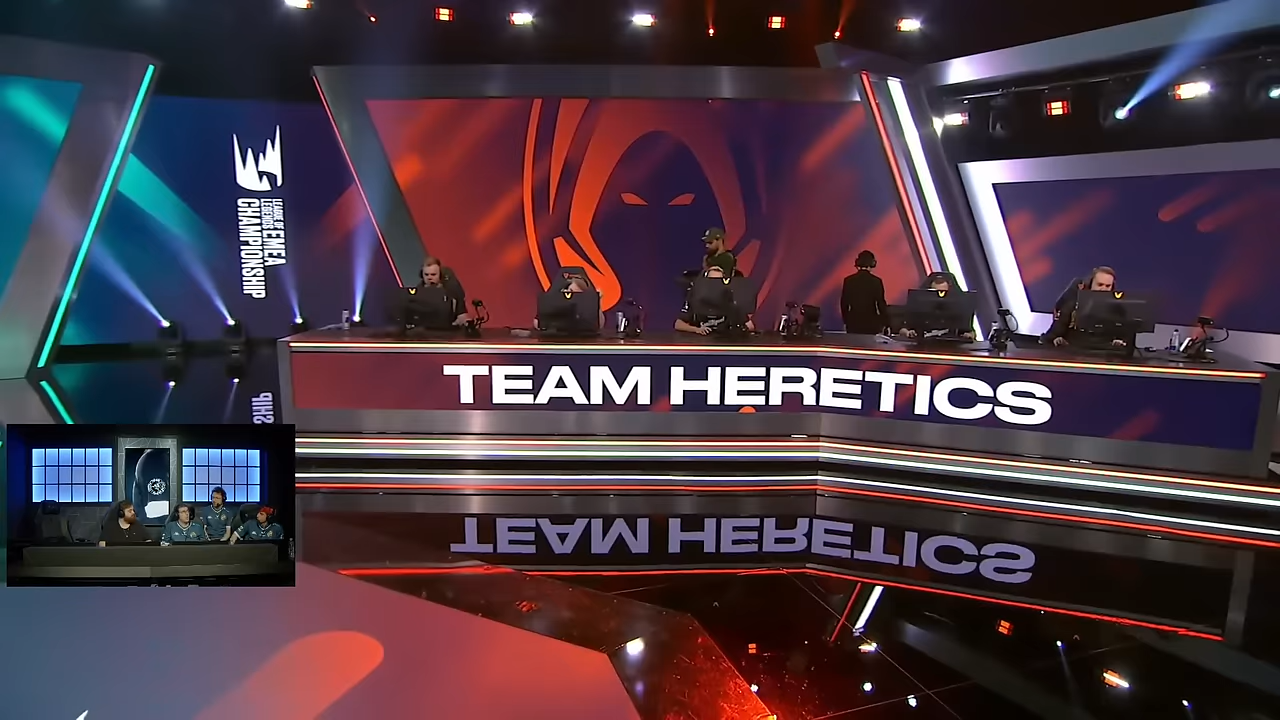 LEAGUE OF
LEGENDS EMEA
CHAMPIONSHIP
TEAM HERETICS
TEAM HERETICS